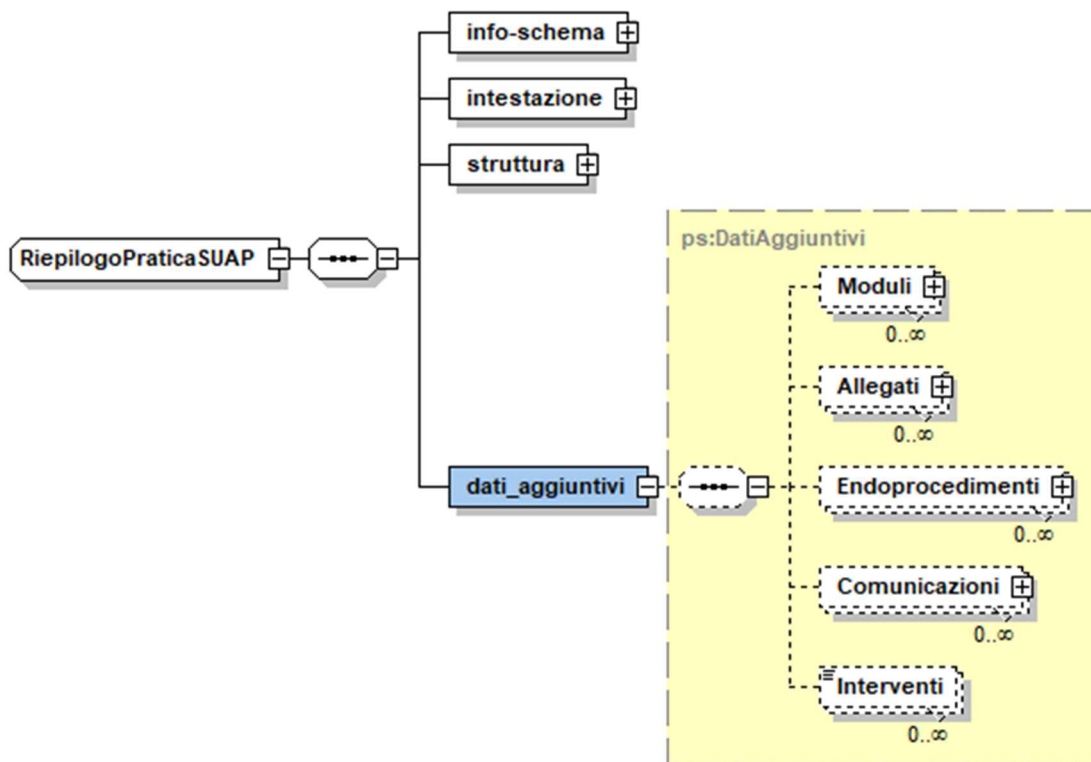 info-schema
intestazione
struttura
RiepilogoPraticaSUAP
ps:DatiAggiuntivi
Moduli
0..∞
Allegati
0..∞
dati_aggiuntivi
Endoprocedimenti
0..∞
Comunicazioni
0..∞
Interventi
0..∞